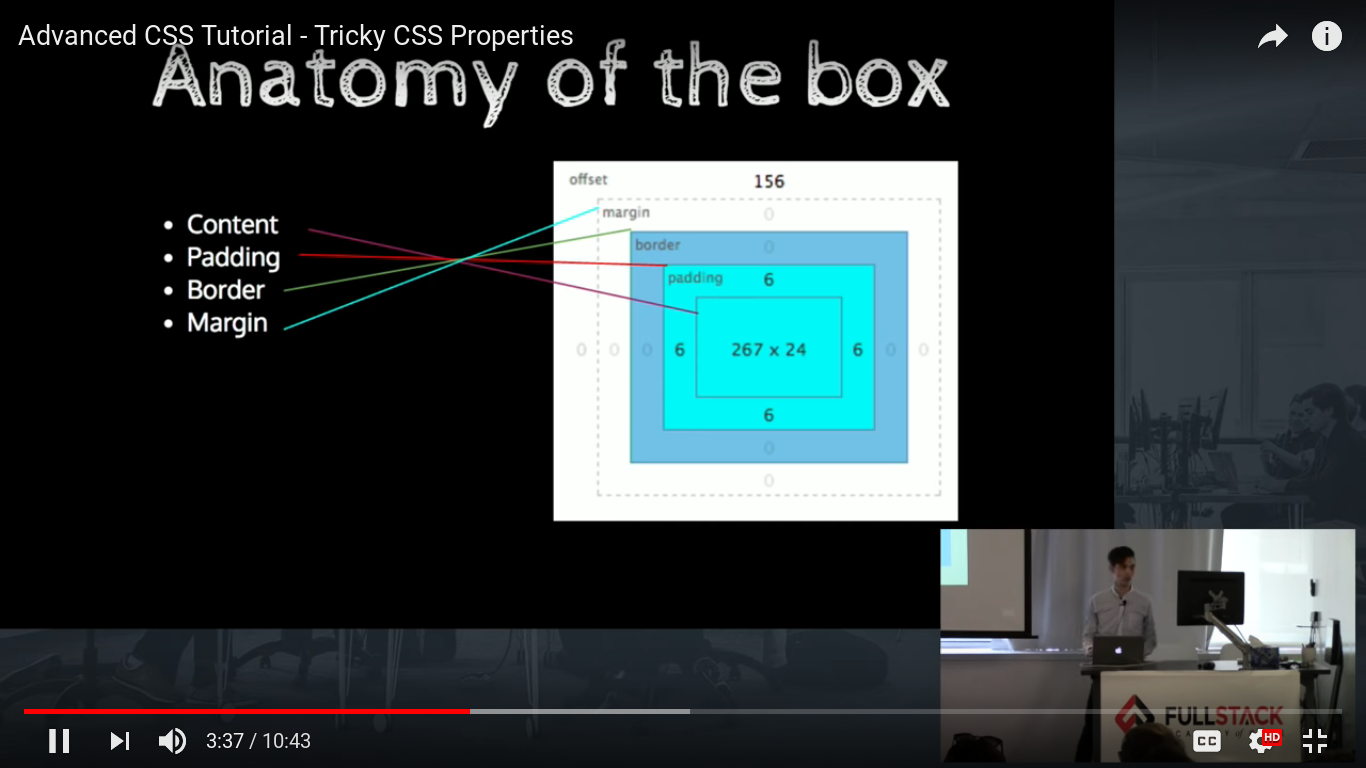 Advanced CSS Tutorial - Tricky CSS Properties
Anatomy of the box
• Content
• Padding
• Border
• Margin
offset 156
margin 0
border 0
padding 6
0 0 0 6 267 x 24 6 0 0 0
6
0
0
FULLSTACK
3:37 / 10:43
CC
HD